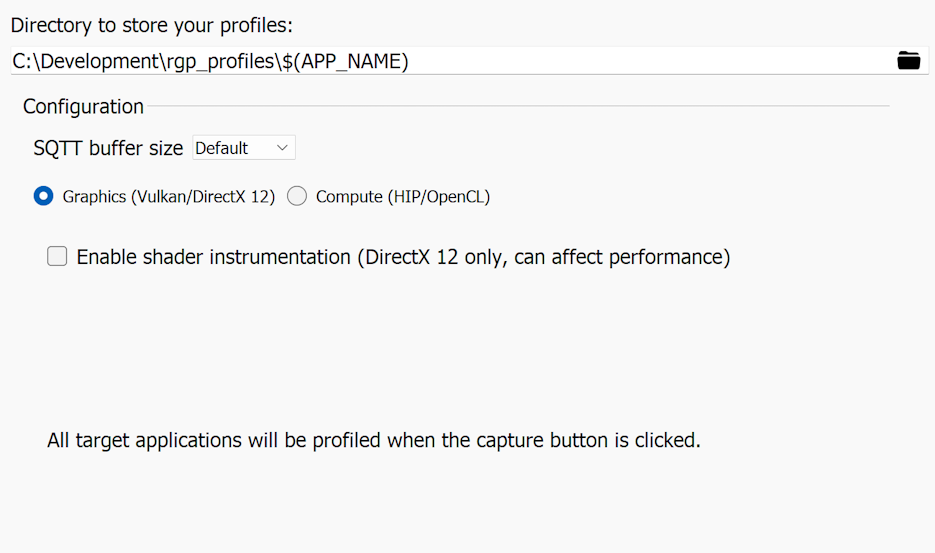 Directory to store your profiles:
C:\Development\rgp_profiles\$(APP_NAME)
Configuration
SQTT buffer size Default
Graphics (Vulkan/DirectX 12) Compute (HIP/OpenCL)
Enable shader instrumentation (DirectX 12 only, can affect performance)
All target applications will be profiled when the capture button is clicked.